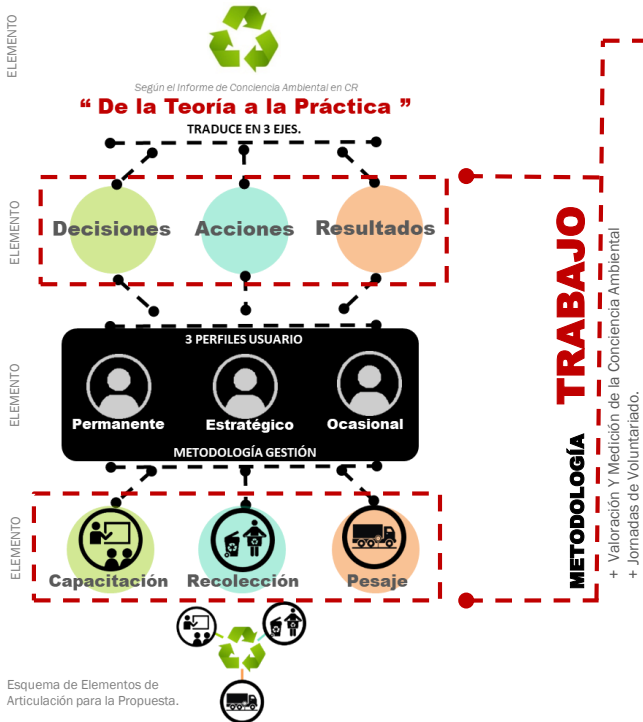 ELEMENTO
Según el Informe de Conciencia Ambiental en CR
“ De la Teoría a la Práctica ”
TRADUCE EN 3 EJES.
ELEMENTO
Decisiones
Acciones
Resultados
3 PERFILES USUARIO
ELEMENTO
Permanente
Estratégico
Ocasional
METODOLOGÍA GESTIÓN
ELEMENTO
Capacitación
Recolección
Pesaje
Esquema de Elementos de
Articulación para la Propuesta.
METODOLOGÍA TRABAJO
+ Valoración Y Medición de la Conciencia Ambiental
+ Jornadas de Voluntariado.